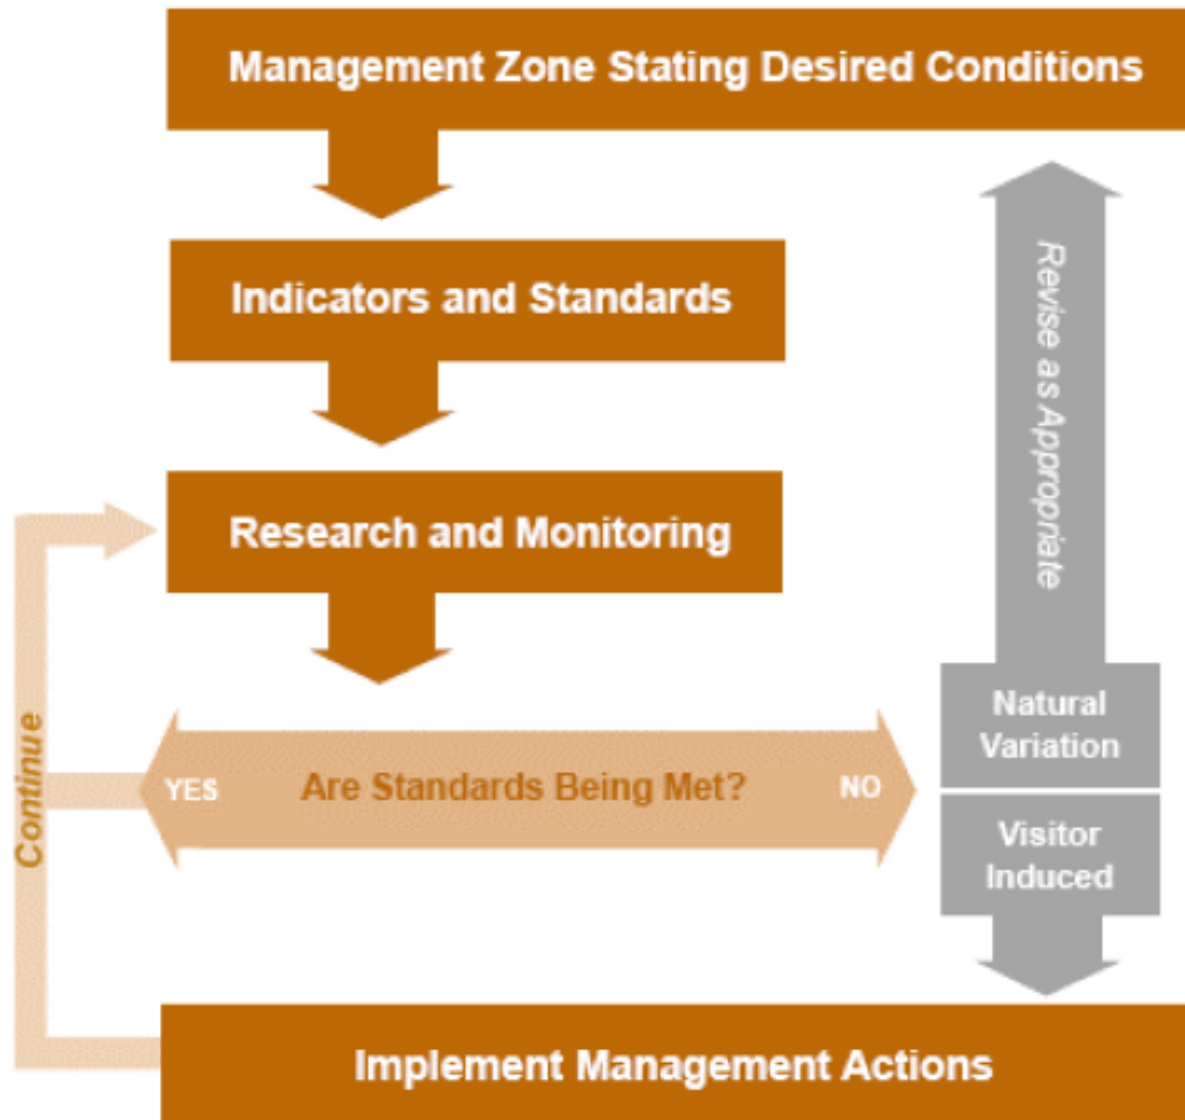 Management Zone Stating Desired Conditions
Indicators and Standards
Revise as Appropriate
Research and Monitoring
Natural
Variation
Continue
YES
Are Standards Being Met?
NO
Visitor
Induced
Implement Management Actions